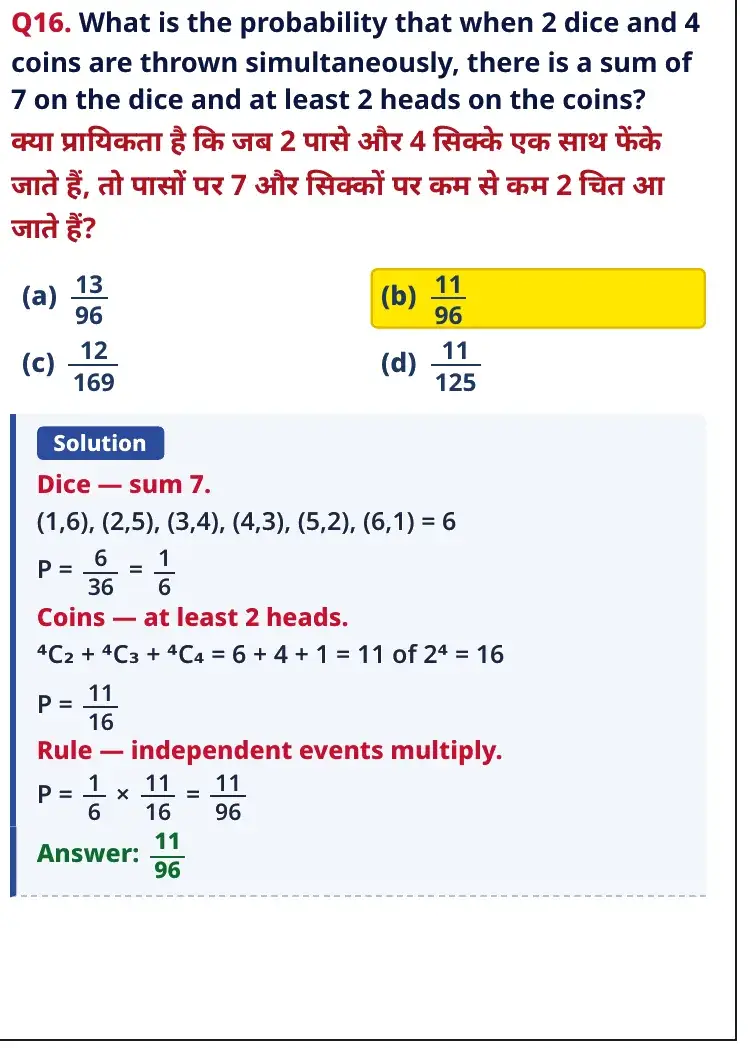 Q16. What is the probability that when 2 dice and 4
coins are thrown simultaneously, there is a sum of
7 on the dice and at least 2 heads on the coins?
क्या प्रायिकता है कि जब 2 पासे और 4 सिक्के एक साथ फेंके
जाते हैं, तो पासों पर 7 और सिक्कों पर कम से कम 2 चित आ
जाते हैं?
(a) 13/96
(b) 11/96
(c) 12/169
(d) 11/125
Solution
Dice — sum 7.
(1,6), (2,5), (3,4), (4,3), (5,2), (6,1) = 6
P = 6/36 = 1/6
Coins — at least 2 heads.
⁴C₂ + ⁴C₃ + ⁴C₄ = 6 + 4 + 1 = 11 of 2⁴ = 16
P = 11/16
Rule — independent events multiply.
P = 1/6 × 11/16 = 11/96
Answer: 11/96